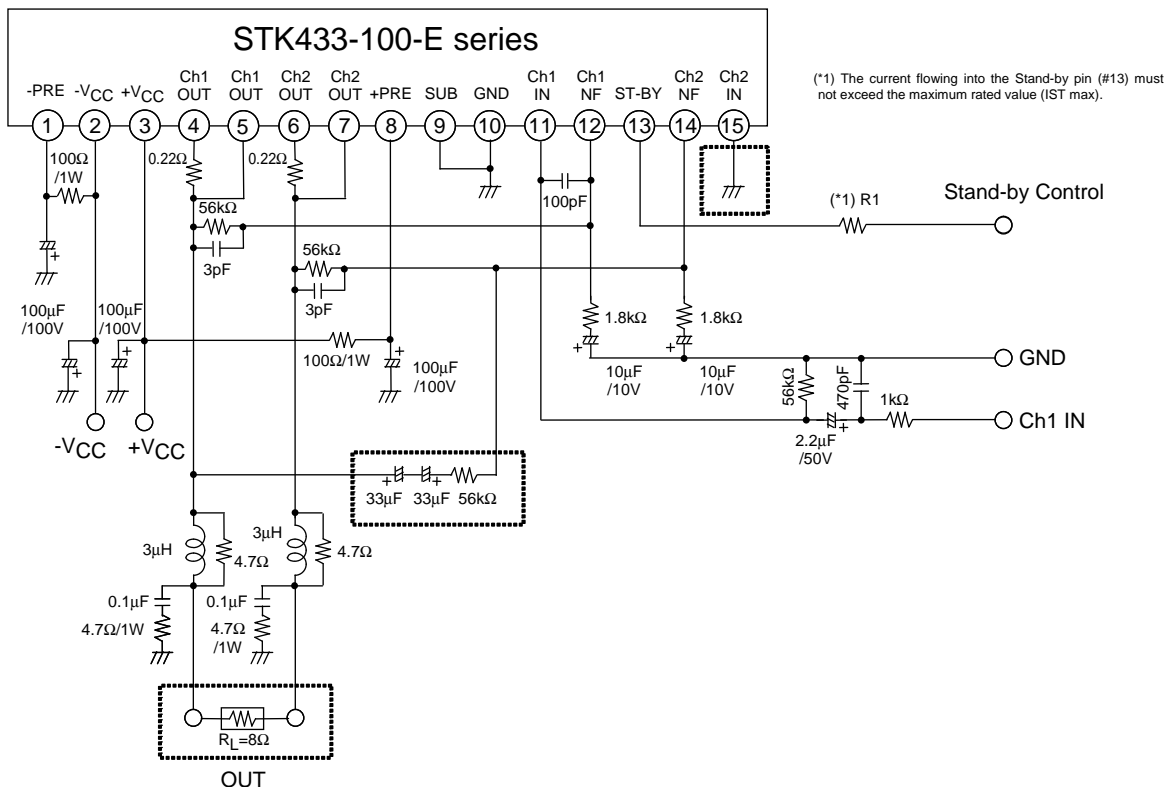 STK433-100-E series
(*1) The current flowing into the Stand-by pin (#13) must
not exceed the maximum rated value (IST max).
-PRE
-VCC
+VCC
Ch1
OUT
Ch1
OUT
Ch2
OUT
Ch2
OUT
+PRE
SUB
GND
Ch1
IN
Ch1
NF
ST-BY
Ch2
NF
Ch2
IN
1
2
3
4
5
6
7
8
9
10
11
12
13
14
15
100Ω
/1W
0.22Ω
0.22Ω
100pF
(*1) R1
Stand-by Control
56kΩ
3pF
56kΩ
3pF
+
100µF
/100V
100µF
/100V
+
+
100Ω/1W
+
100µF
/100V
1.8kΩ
1.8kΩ
+
+
10µF
/10V
10µF
/10V
GND
56kΩ
470pF
1kΩ
+
Ch1 IN
2.2µF
/50V
-VCC
+VCC
+
+
33µF
33µF
56kΩ
3µH
4.7Ω
3µH
4.7Ω
0.1µF
4.7Ω/1W
0.1µF
4.7Ω
/1W
RL=8Ω
OUT